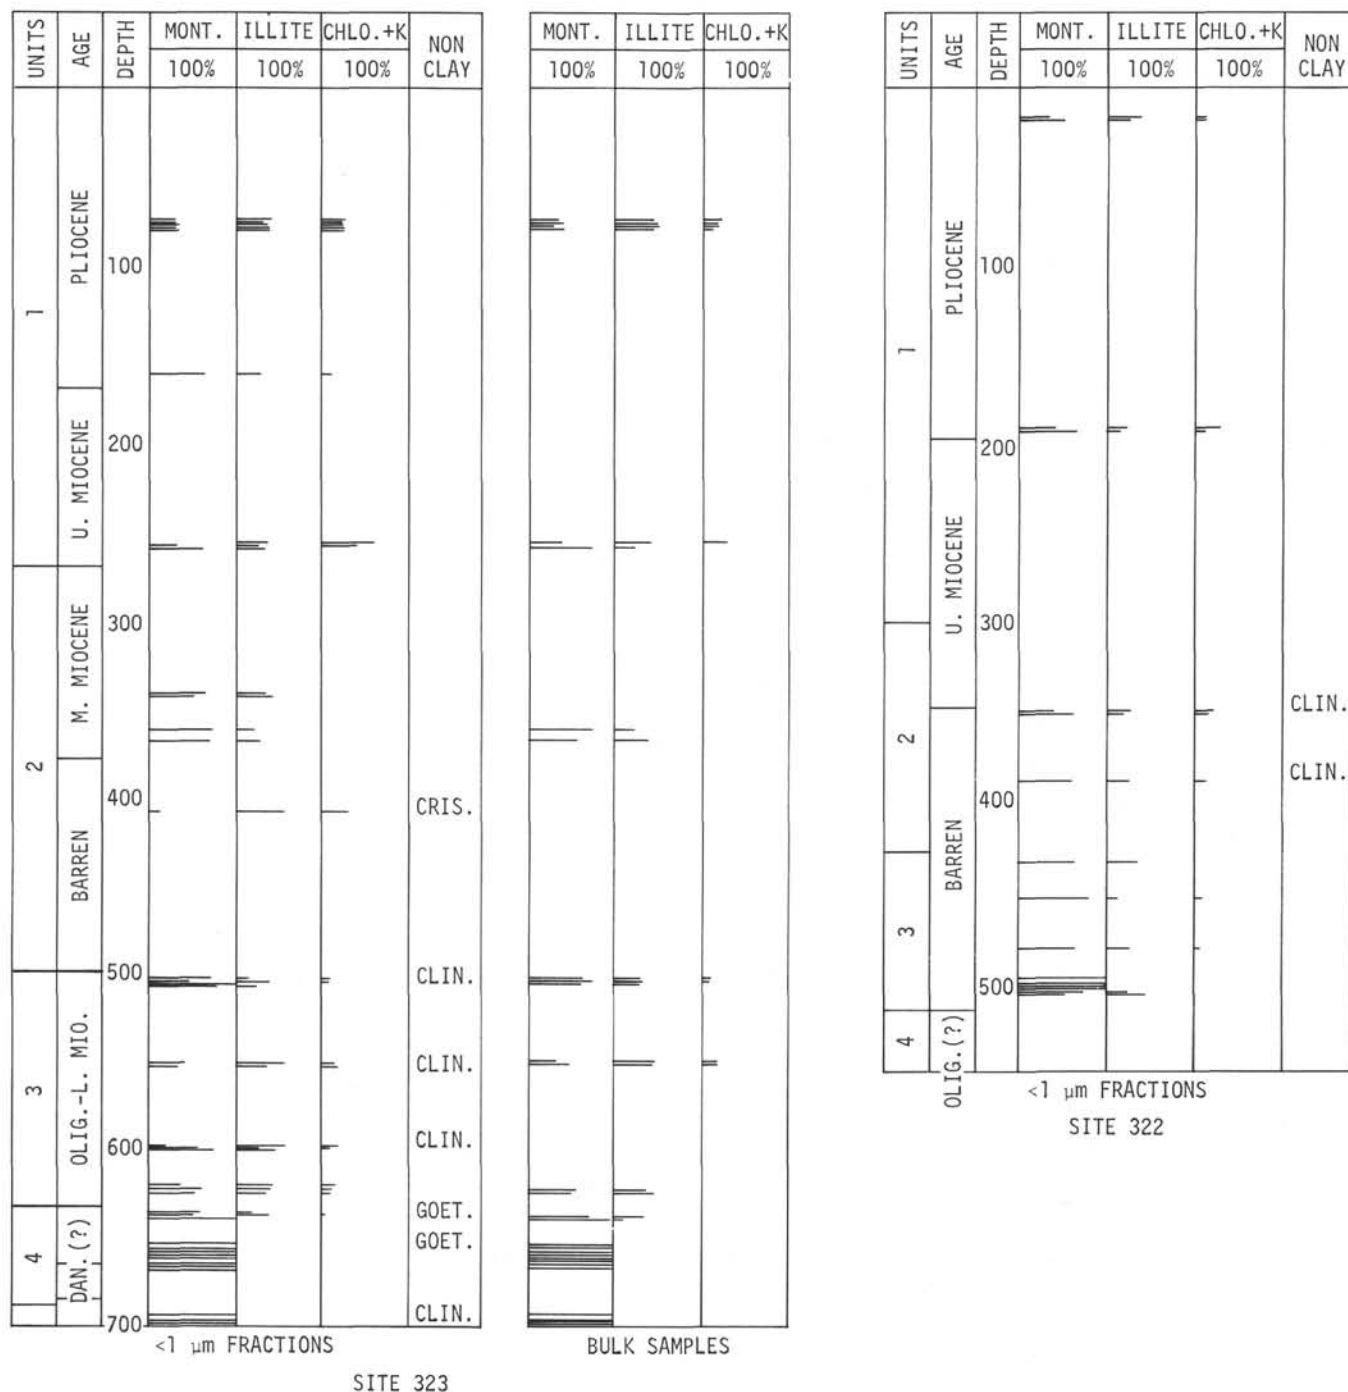 UNITS
AGE
DEPTH
MONT.
ILLITE
CHLO.+K
NON
CLAY
100%
100%
100%
1
2
3
4
PLIOCENE
U. MIOCENE
M. MIOCENE
BARREN
OLIG.-L. MIO.
DAN.(?)
100
200
300
400
500
600
700
CRIS.
CLIN.
CLIN.
CLIN.
GOET.
GOET.
CLIN.
<1 μm FRACTIONS
MONT.
ILLITE
CHLO.+K
100%
100%
100%
BULK SAMPLES
SITE 323
UNITS
AGE
DEPTH
MONT.
ILLITE
CHLO.+K
NON
CLAY
100%
100%
100%
1
2
3
4
PLIOCENE
U. MIOCENE
BARREN
OLIG.(?)
100
200
300
400
500
CLIN.
CLIN.
<1 μm FRACTIONS
SITE 322